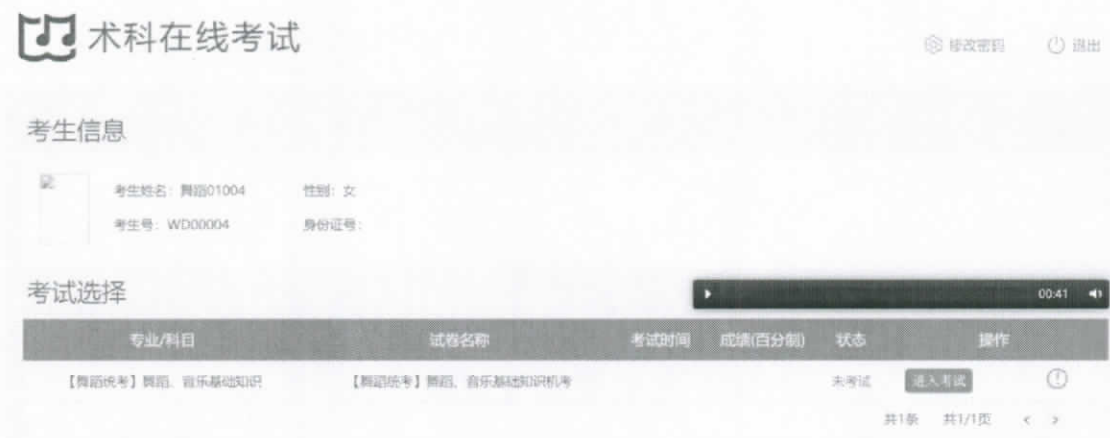 术科在线考试
修改密码 退出
考生信息
考生姓名：舞蹈01004 性别：女
考生号：WD00004 身份证号：
考试选择
00:41
专业/科目 试卷名称 考试时间 成绩(百分制) 状态 操作
【舞蹈统考】舞蹈、音乐基础知识 【舞蹈统考】舞蹈、音乐基础知识机考 未考试 进入考试
共1条 共1/1页 < >